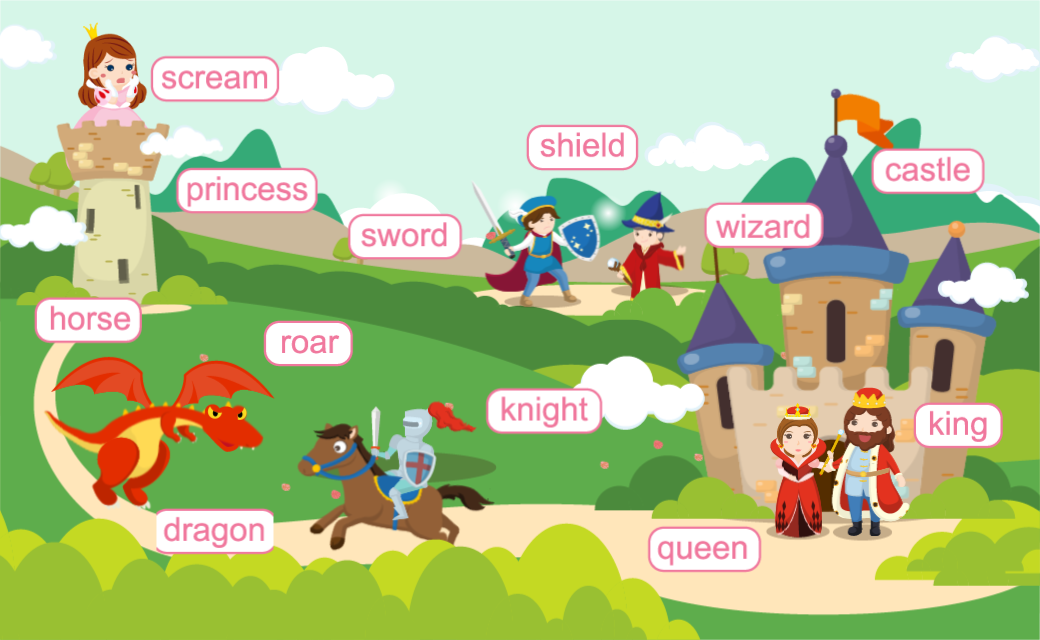 scream
shield
castle
princess
sword
wizard
horse
roar
knight
king
dragon
queen